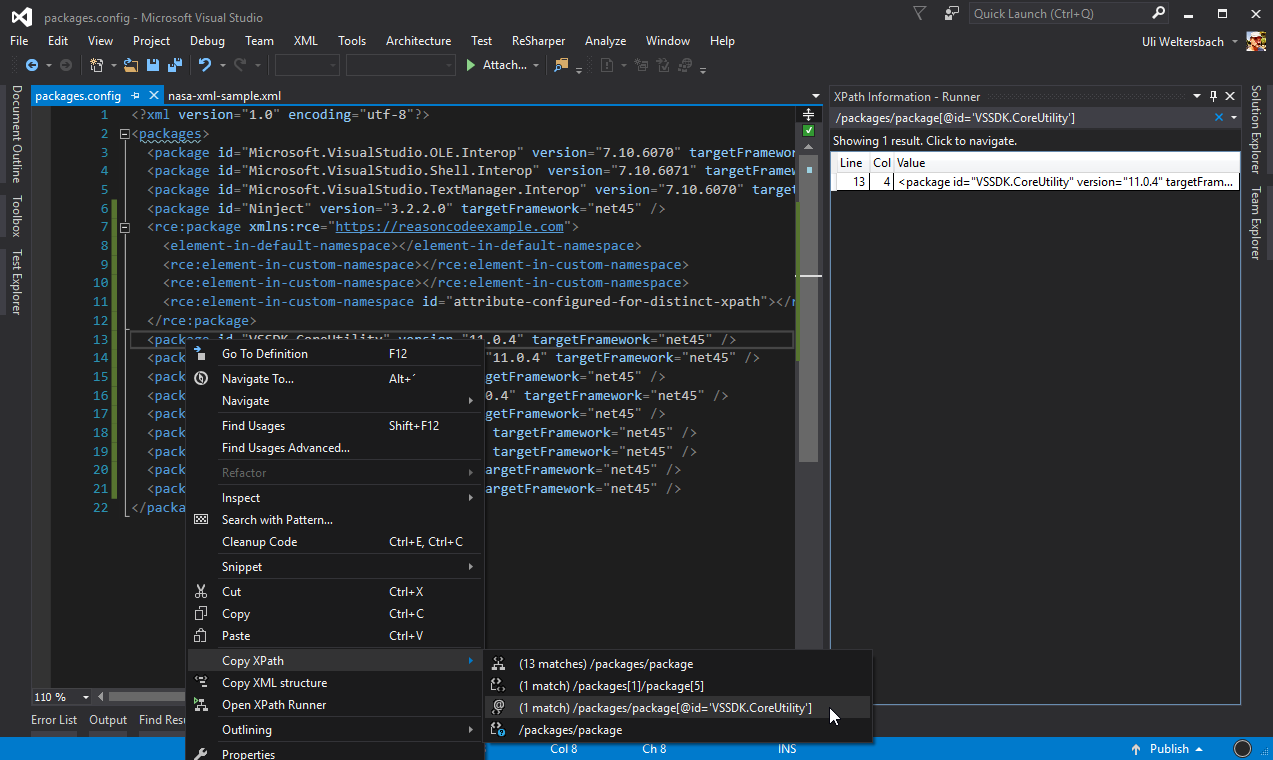 packages.config - Microsoft Visual Studio
Quick Launch (Ctrl+Q)
File Edit View Project Debug Team XML Tools Architecture Test ReSharper Analyze Window Help
Uli Weltersbach
Attach...
Document Outline
Toolbox
Test Explorer
packages.config
nasa-xml-sample.xml
1 <?xml version="1.0" encoding="utf-8"?>
2 <packages>
3 <package id="Microsoft.VisualStudio.OLE.Interop" version="7.10.6070" targetFramewor
4 <package id="Microsoft.VisualStudio.Shell.Interop" version="7.10.6071" targetFramew
5 <package id="Microsoft.VisualStudio.TextManager.Interop" version="7.10.6070" target
6 <package id="Ninject" version="3.2.2.0" targetFramework="net45" />
7 <rce:package xmlns:rce="https://reasoncodeexample.com">
8 <element-in-default-namespace></element-in-default-namespace>
9 <rce:element-in-custom-namespace></rce:element-in-custom-namespace>
10 <rce:element-in-custom-namespace></rce:element-in-custom-namespace>
11 <rce:element-in-custom-namespace id="attribute-configured-for-distinct-xpath"></r
12 </rce:package>
13 <package id="VSSDK.CoreUtility" version="11.0.4" targetFramework="net45" />
14 <pack "11.0.4" targetFramework="net45" />
15 <pack getFramework="net45" />
16 <pack 0.4" targetFramework="net45" />
17 <pack getFramework="net45" />
18 <pack targetFramework="net45" />
19 <pack targetFramework="net45" />
20 <pack argetFramework="net45" />
21 <pack argetFramework="net45" />
22 </packa
Go To Definition F12
Navigate To... Alt+´
Navigate
Find Usages Shift+F12
Find Usages Advanced...
Refactor
Inspect
Search with Pattern...
Cleanup Code Ctrl+E, Ctrl+C
Snippet
Cut Ctrl+X
Copy Ctrl+C
Paste Ctrl+V
Copy XPath
Copy XML structure
Open XPath Runner
Outlining
Properties
(13 matches) /packages/package
(1 match) /packages[1]/package[5]
(1 match) /packages/package[@id='VSSDK.CoreUtility']
/packages/package
XPath Information - Runner
/packages/package[@id='VSSDK.CoreUtility']
Showing 1 result. Click to navigate.
Line Col Value
13 4 <package id="VSSDK.CoreUtility" version="11.0.4" targetFram...
Solution Explorer
Team Explorer
110 %
Error List Output Find Resu
Col 8 Ch 8 INS Publish